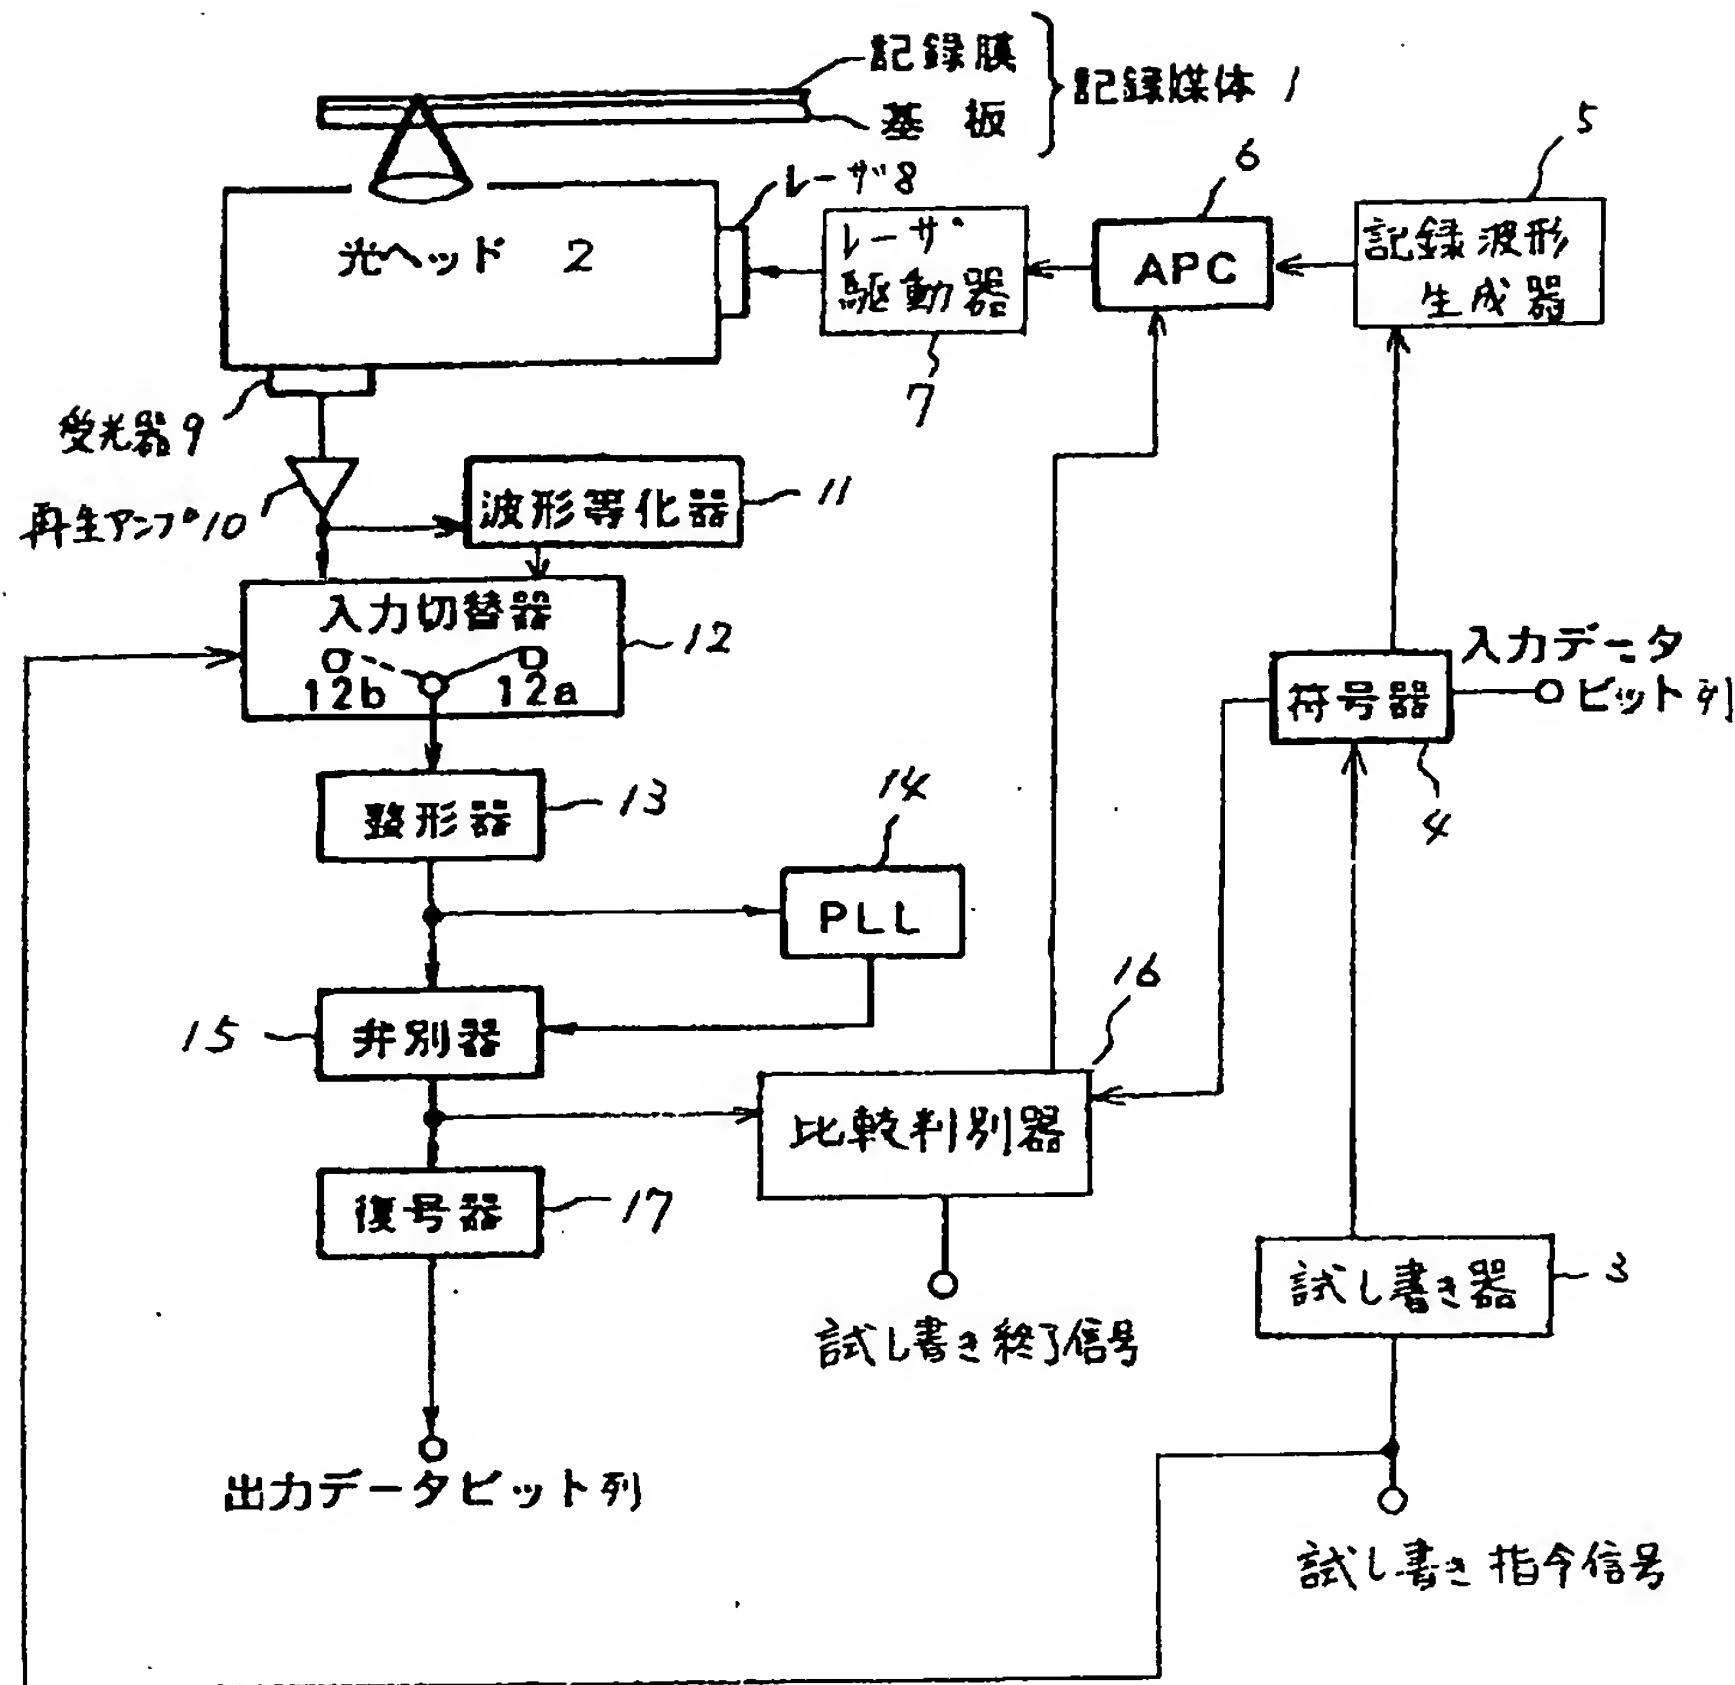 記録膜
基板
記録媒体 1
レーザ 8
光ヘッド 2
レーザ
駆動器
7
6
APC
5
記録波形
生成器
受光器 9
再生アンプ 10
波形等化器
11
入力切替器
12b
12a
12
入力データ
ビット列
符号器
4
整形器
13
14
PLL
15
弁別器
16
比較判別器
復号器
17
試し書き器
3
試し書き終了信号
出力データビット列
試し書き指令信号